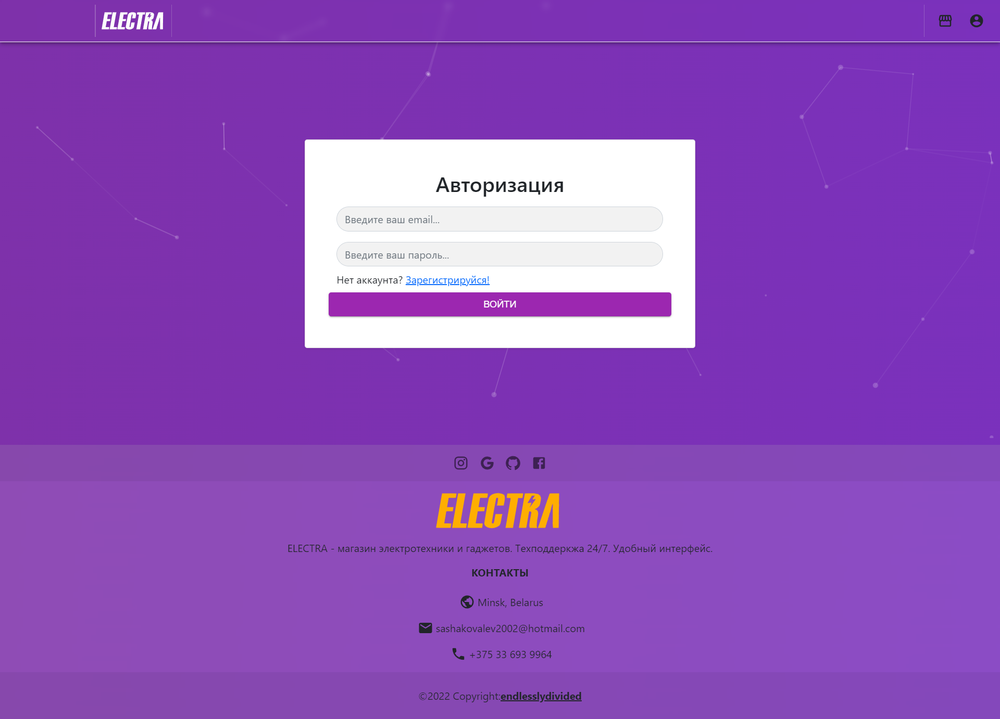 ELECTRA
Авторизация
Введите ваш email...
Введите ваш пароль...
Нет аккаунта? Зарегистрируйся!
ВОЙТИ
ELECTRA
ELECTRA - магазин электротехники и гаджетов. Техподдеркжа 24/7. Удобный интерфейс.
КОНТАКТЫ
Minsk, Belarus
sashakovalev2002@hotmail.com
+375 33 693 9964
©2022 Copyright:endlesslydivided